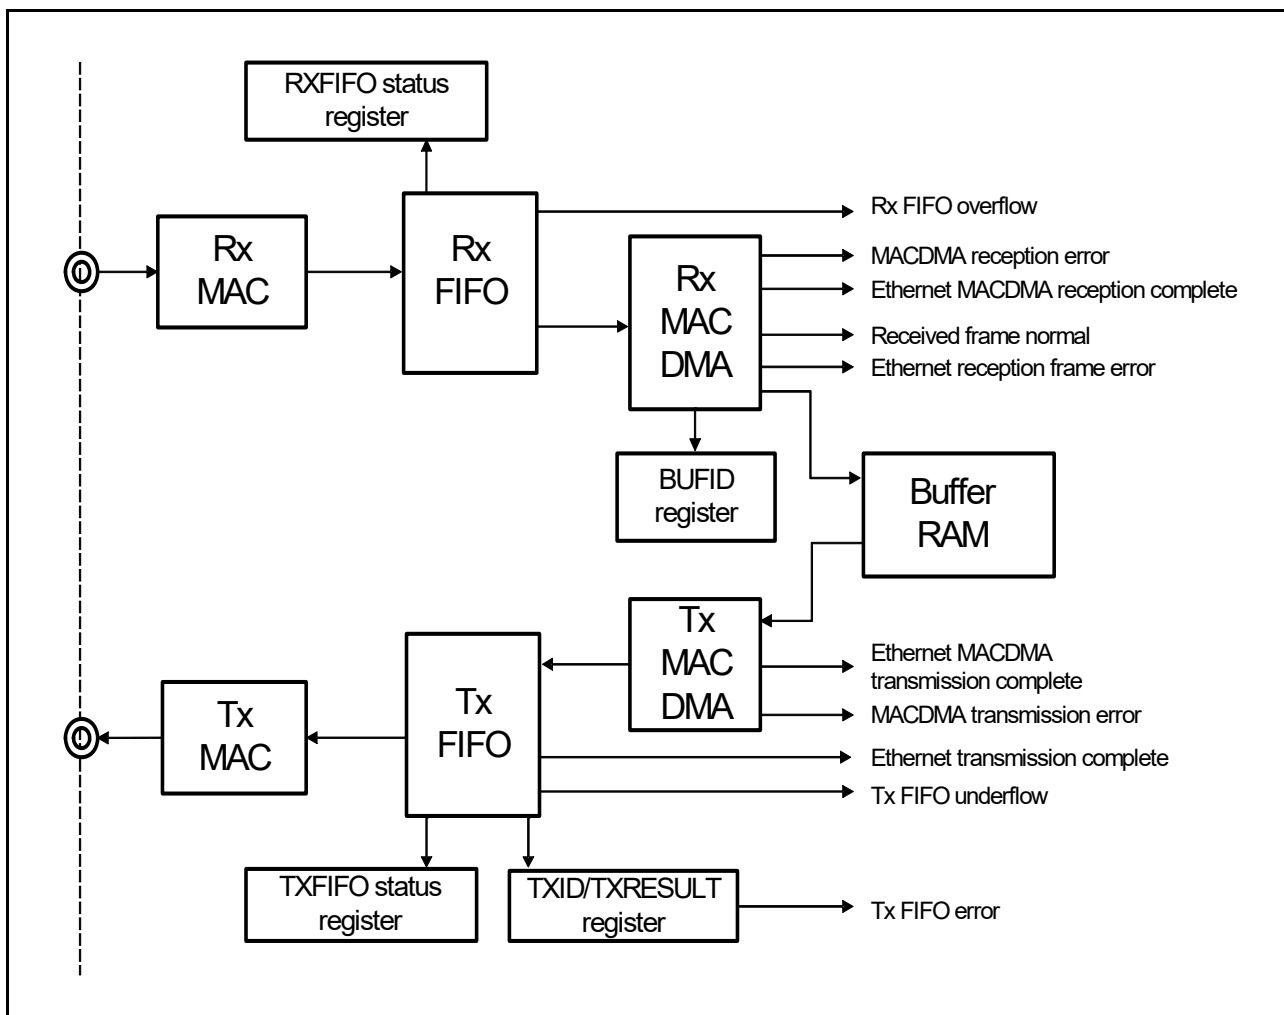 RXFIFO status
register
Rx
MAC
Rx
FIFO
Rx FIFO overflow
Rx
MAC
DMA
MACDMA reception error
Ethernet MACDMA reception complete
Received frame normal
Ethernet reception frame error
BUFID
register
Buffer
RAM
Tx
MAC
DMA
Ethernet MACDMA
transmission complete
MACDMA transmission error
Tx
FIFO
Tx
MAC
Ethernet transmission complete
Tx FIFO underflow
TXFIFO status
register
TXID/TXRESULT
register
Tx FIFO error